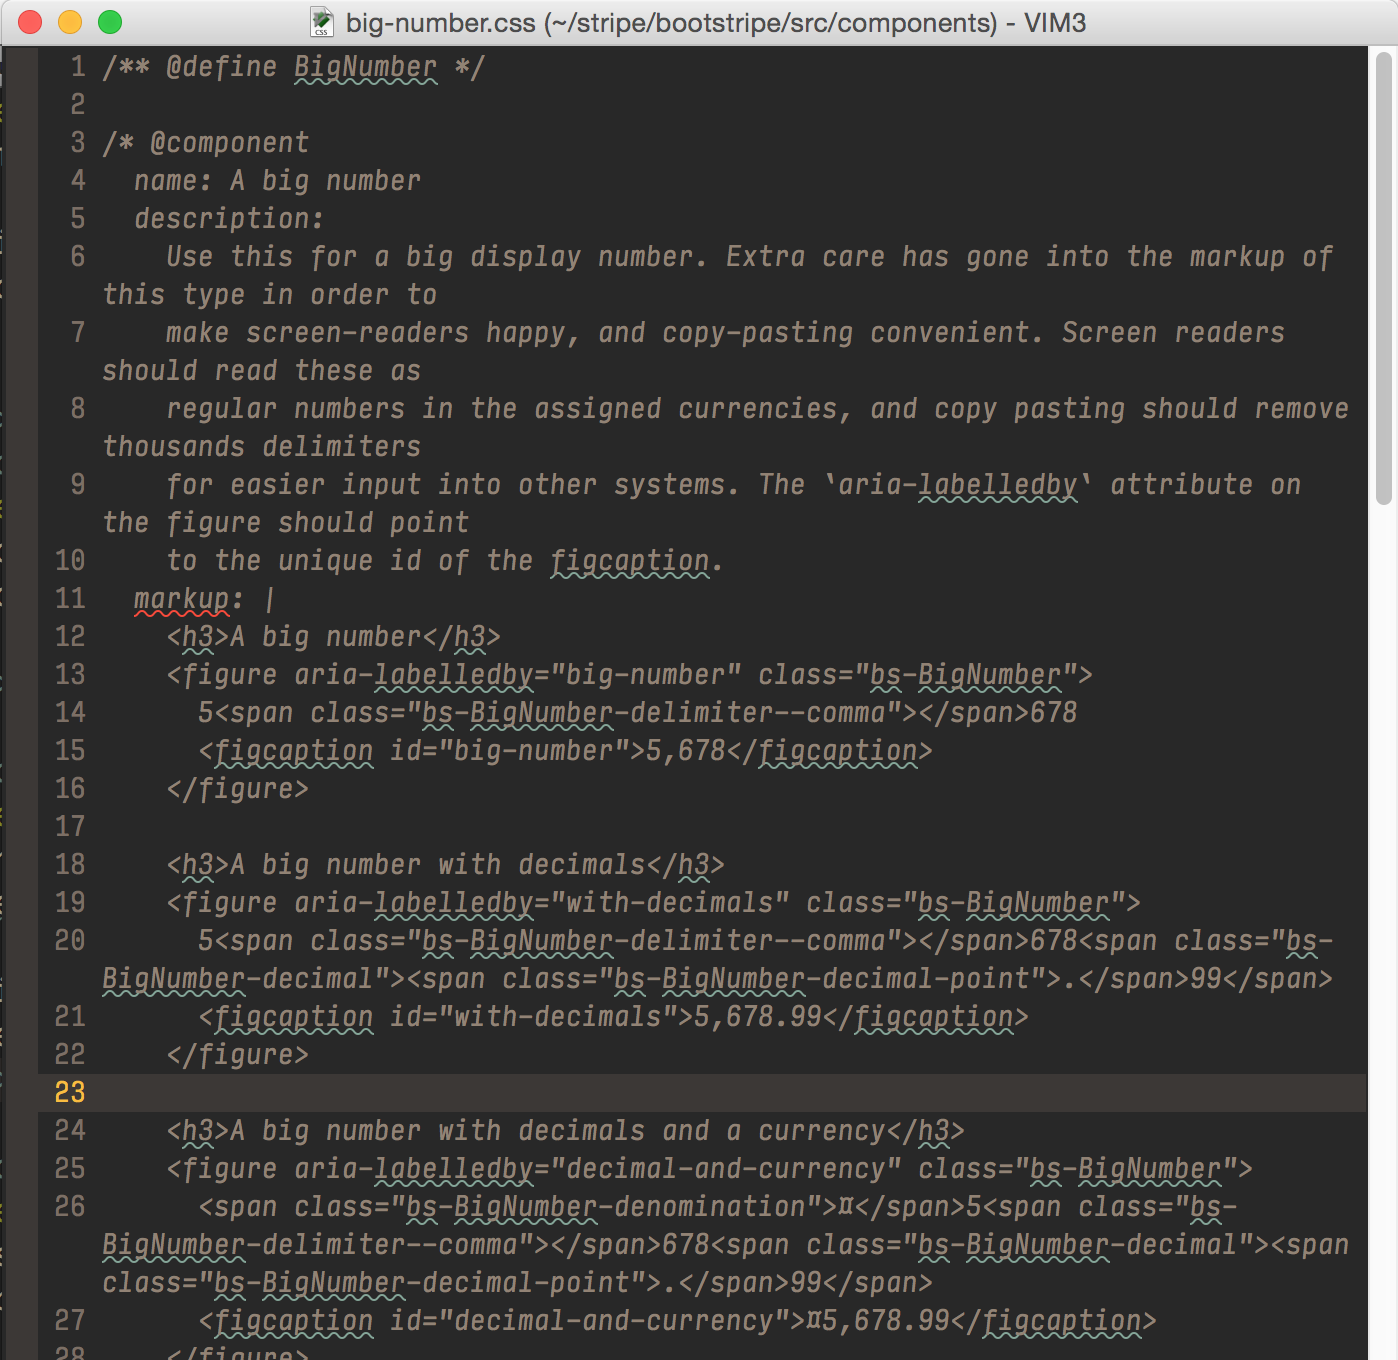 big-number.css (~/stripe/bootstripe/src/components) - VIM3
CSS
1 /** @define BigNumber */
2
3 /* @component
4   name: A big number
5   description:
6     Use this for a big display number. Extra care has gone into the markup of
this type in order to
7     make screen-readers happy, and copy-pasting convenient. Screen readers
should read these as
8     regular numbers in the assigned currencies, and copy pasting should remove
thousands delimiters
9     for easier input into other systems. The `aria-labelledby` attribute on
the figure should point
10     to the unique id of the figcaption.
11   markup: |
12     <h3>A big number</h3>
13     <figure aria-labelledby="big-number" class="bs-BigNumber">
14       5<span class="bs-BigNumber-delimiter--comma"></span>678
15       <figcaption id="big-number">5,678</figcaption>
16     </figure>
17
18     <h3>A big number with decimals</h3>
19     <figure aria-labelledby="with-decimals" class="bs-BigNumber">
20       5<span class="bs-BigNumber-delimiter--comma"></span>678<span class="bs-
BigNumber-decimal"><span class="bs-BigNumber-decimal-point">.</span>99</span>
21       <figcaption id="with-decimals">5,678.99</figcaption>
22     </figure>
23
24     <h3>A big number with decimals and a currency</h3>
25     <figure aria-labelledby="decimal-and-currency" class="bs-BigNumber">
26       <span class="bs-BigNumber-denomination">¤</span>5<span class="bs-
BigNumber-delimiter--comma"></span>678<span class="bs-BigNumber-decimal"><span
class="bs-BigNumber-decimal-point">.</span>99</span>
27       <figcaption id="decimal-and-currency">¤5,678.99</figcaption>
28     </figure>